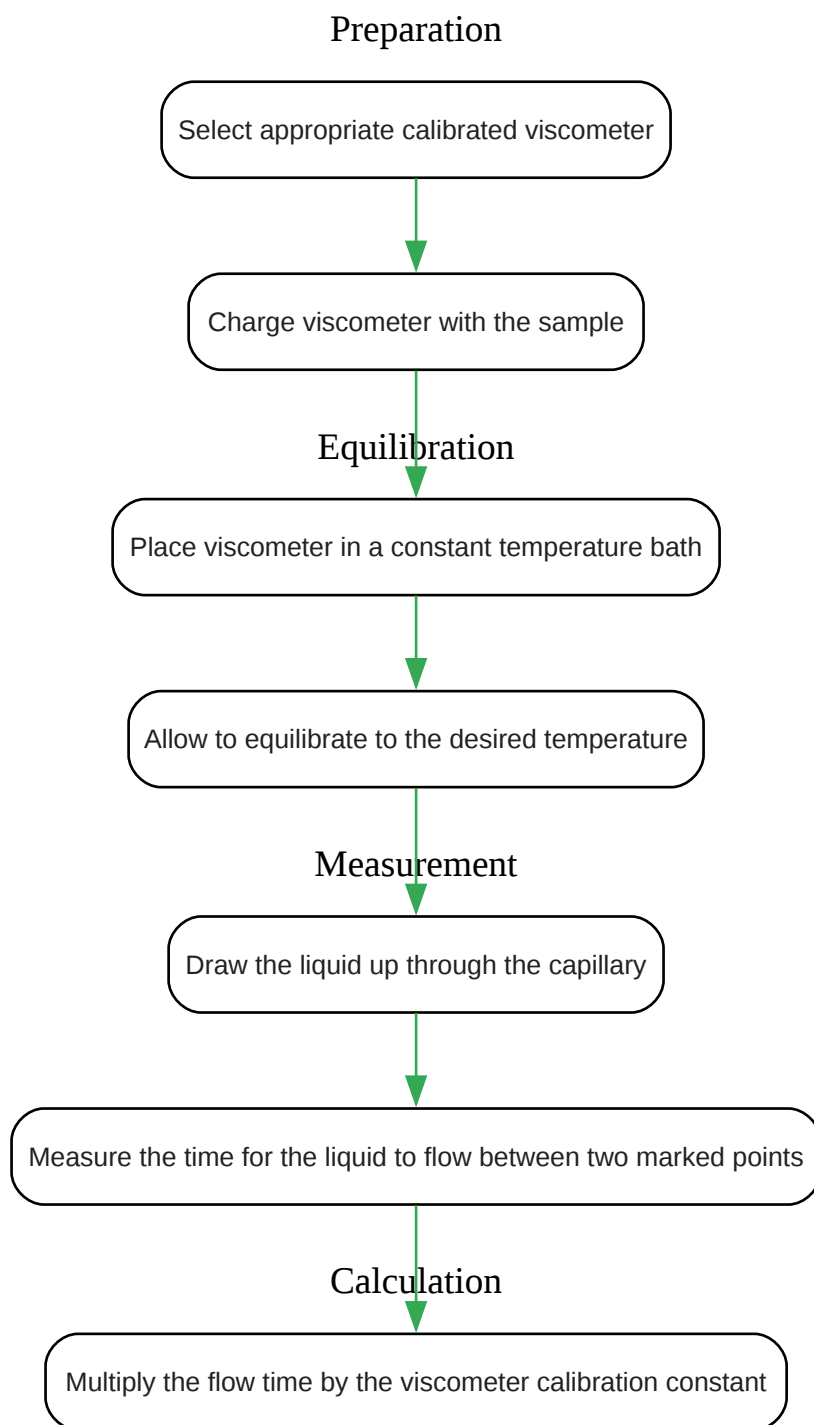 Preparation
Select appropriate calibrated viscometer
Charge viscometer with the sample
Equilibration
Place viscometer in a constant temperature bath
Allow to equilibrate to the desired temperature
Measurement
Draw the liquid up through the capillary
Measure the time for the liquid to flow between two marked points
Calculation
Multiply the flow time by the viscometer calibration constant